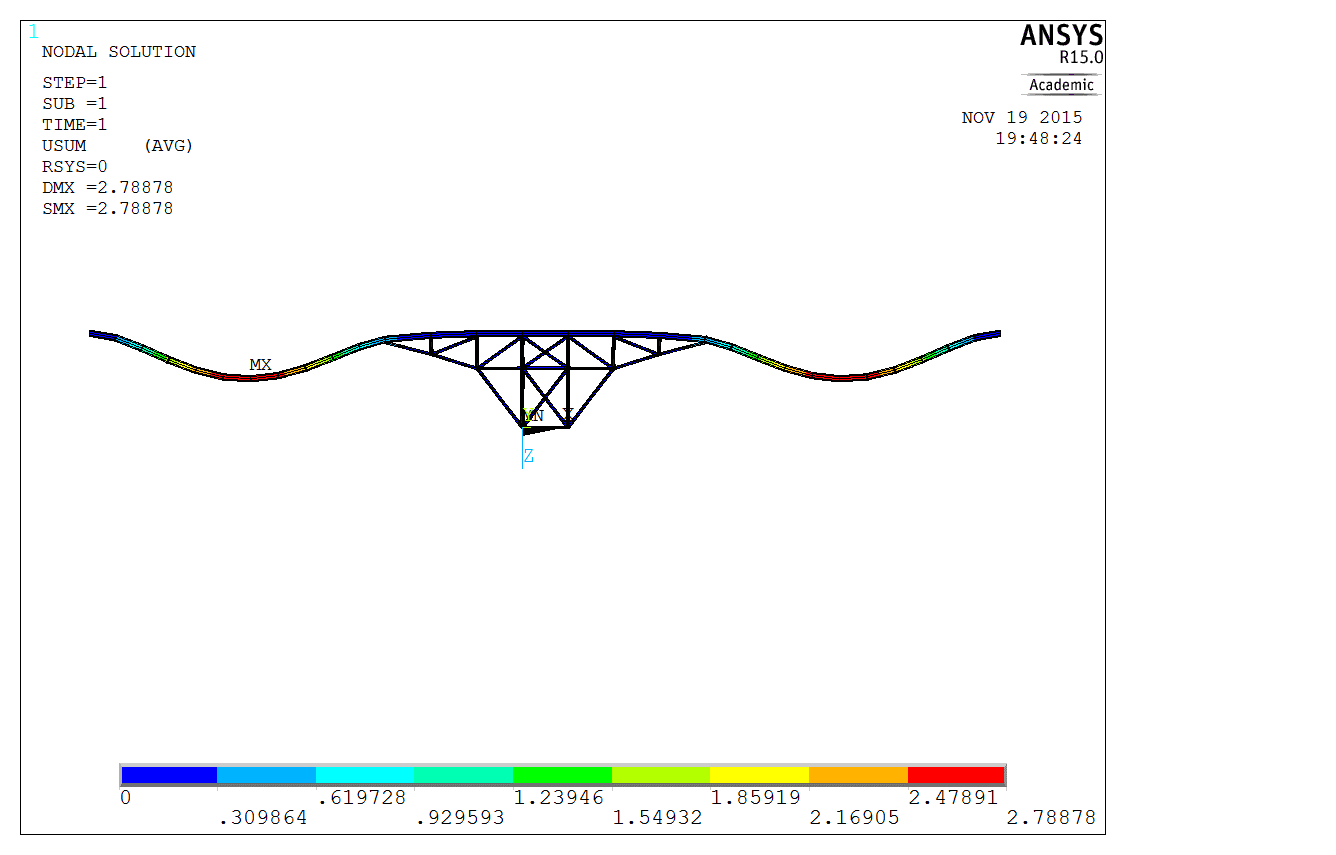 1
NODAL SOLUTION
STEP=1
SUB =1
TIME=1
USUM (AVG)
RSYS=0
DMX =2.78878
SMX =2.78878
ANSYS
R15.0
Academic
NOV 19 2015
19:48:24
MX
MN
X
Z
0
.309864
.619728
.929593
1.23946
1.54932
1.85919
2.16905
2.47891
2.78878